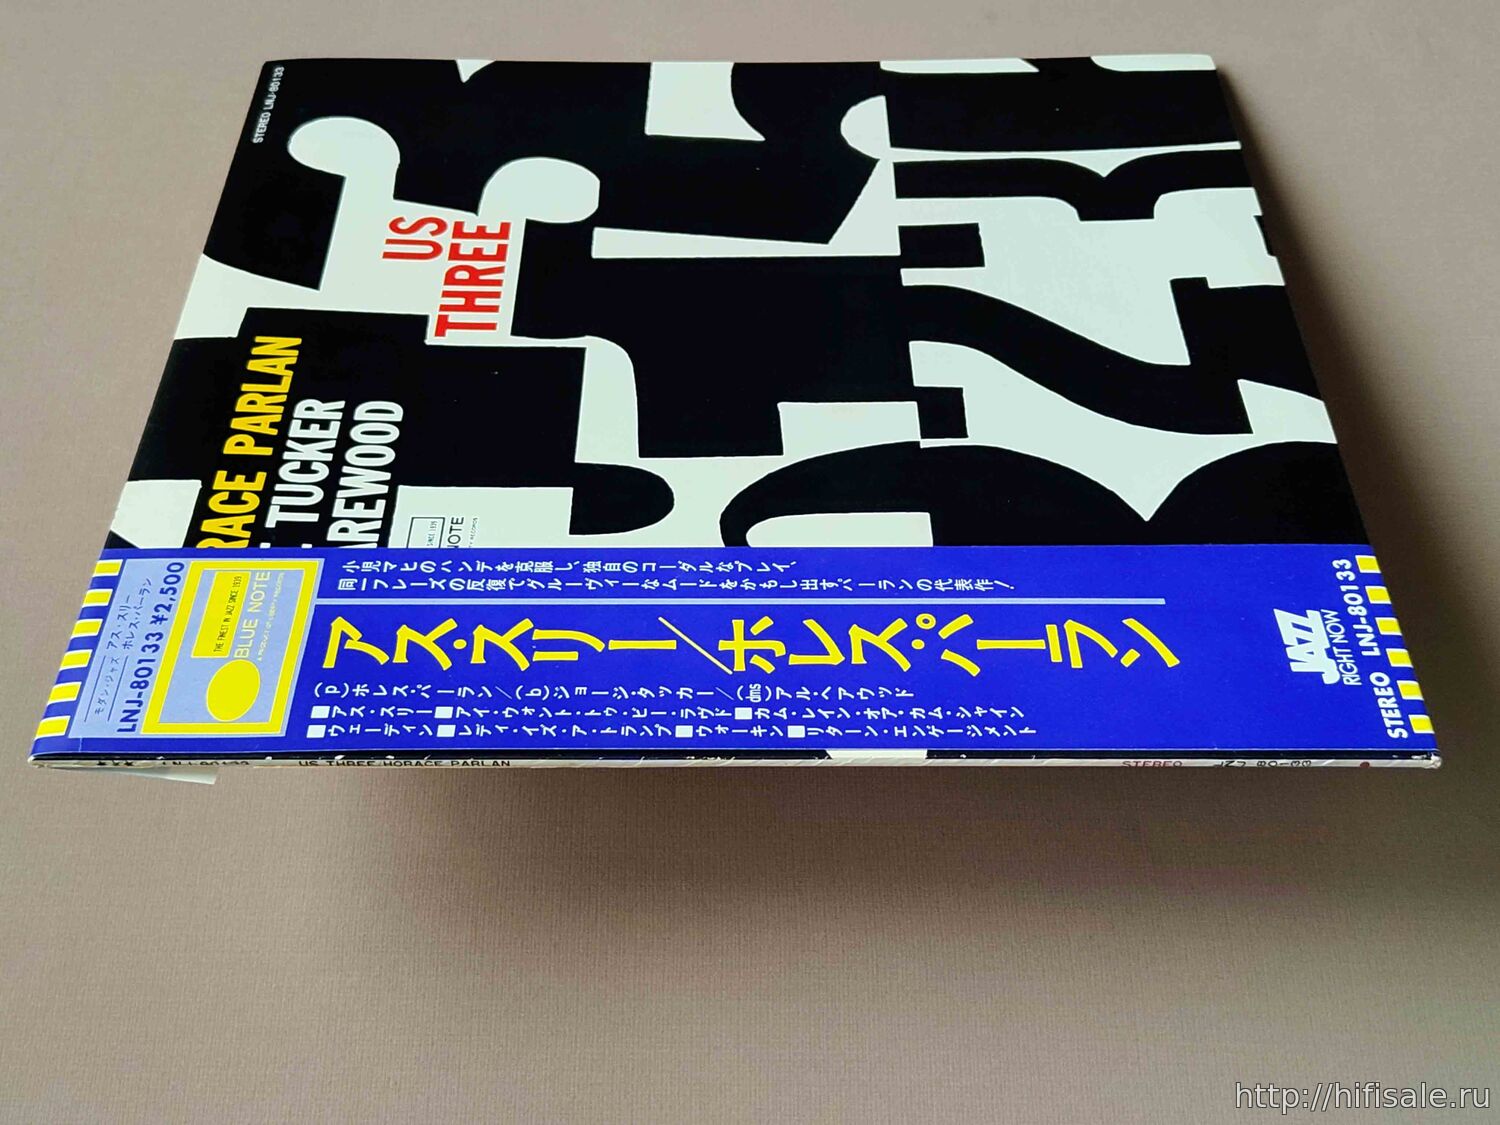 STEREO LNJ-80133
US
THREE
RACE PARLAN
TUCKER
AREWOOD
SINCE 1939
NOTE
小児マヒのハンデを克服し、独自のコーダルなプレイ、
同一フレーズの反復でグルーヴィーなムードをかもし出す。パーランの代表作!
アス・スリー/ホレス・パーラン
(p)ホレス・パーラン/(b)ジョージ・タッカー/(dms)アル・ヘアウッド
■アス・スリー■アイ・ウォント・トゥ・ビー・ラヴド■カム・レイン・オア・カム・シャイン
■ウェーディン■レディ・イズ・ア・トランプ■ウォーキン■リターン・エンゲージメント
THE FINEST IN JAZZ SINCE 1939
BLUE NOTE
モダン・ジャズ アス・スリー
ホレス・パーラン
LNJ-80133 ¥2,500
JAZZ
RIGHT NOW
STEREO LNJ-80133
LNJ-80133 US THREE/HORACE PARLAN STEREO LNJ-80133
http://hifisale.ru